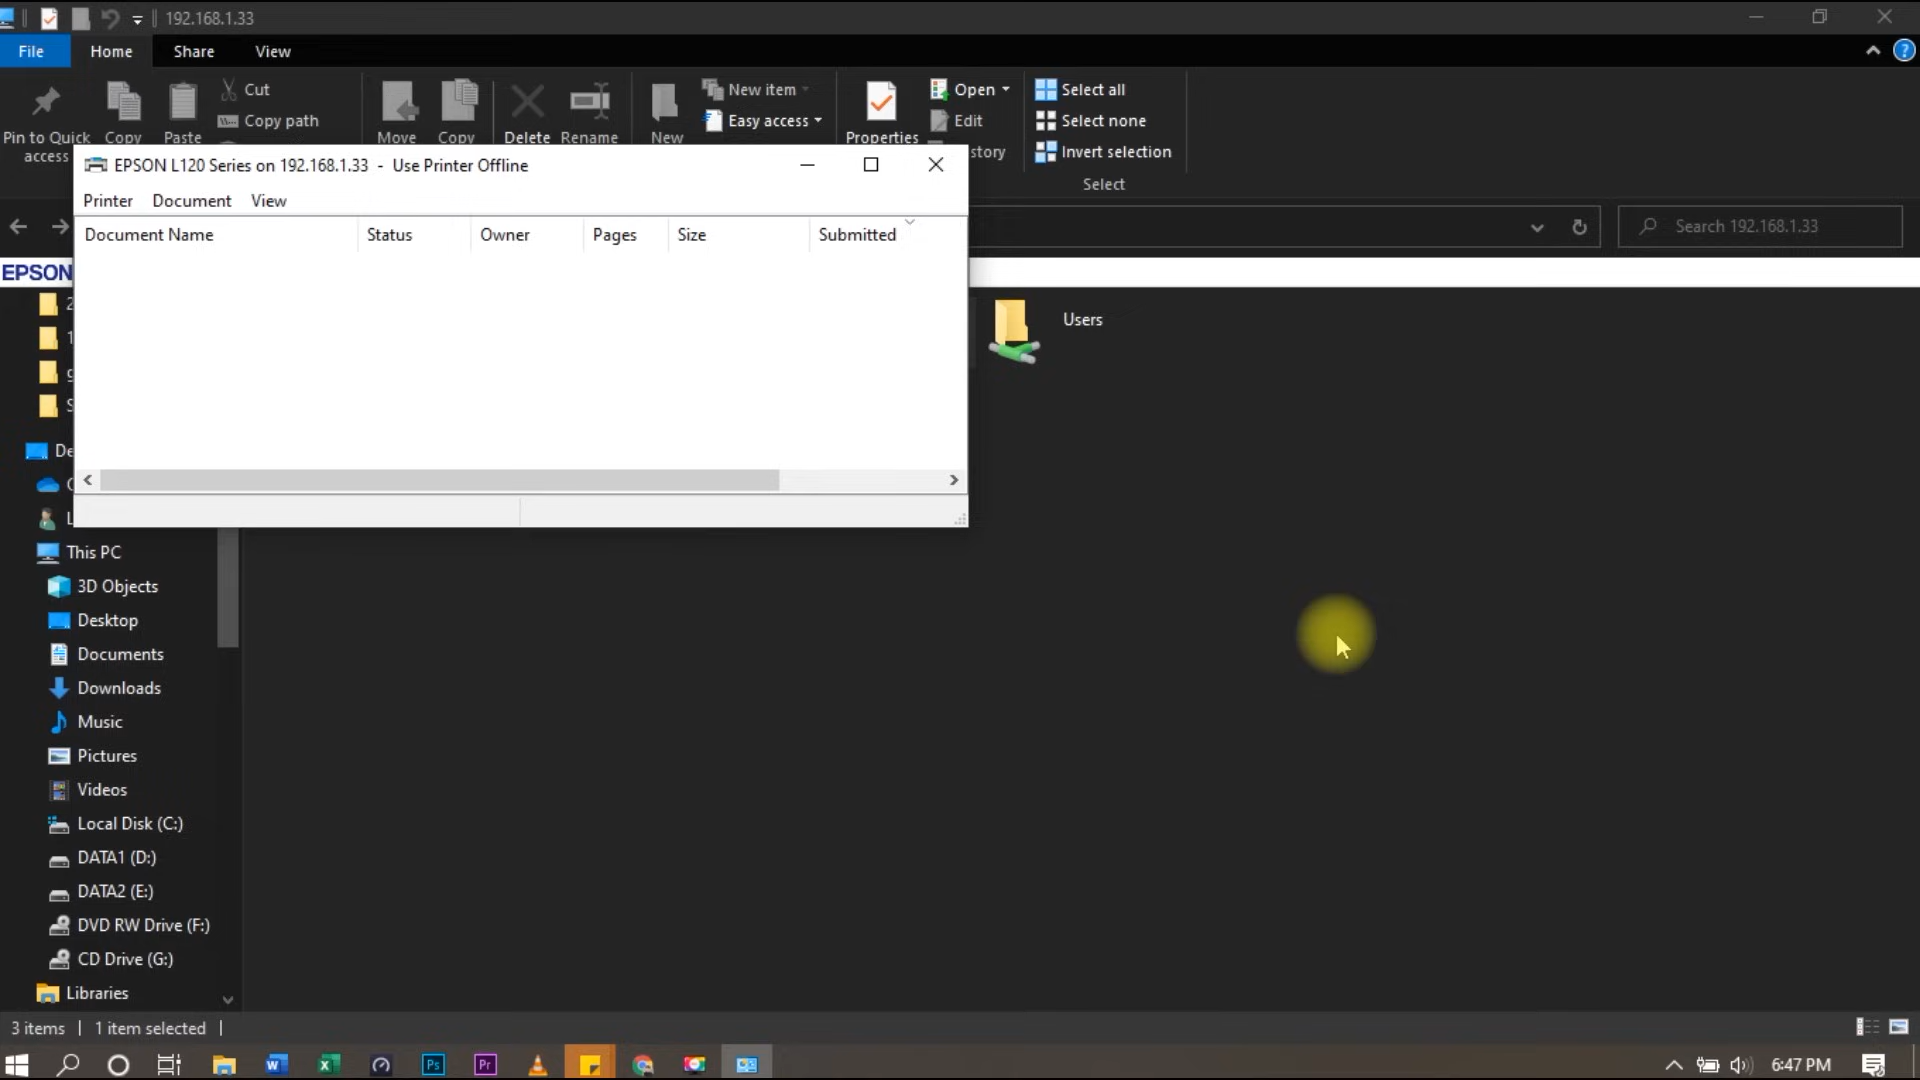 192.168.1.33
File Home Share View
Pin to Quick access
Copy
Paste
Cut
Copy path
Move
Copy
Delete
Rename
New
New item
Easy access
Properties
Open
Edit
story
Select all
Select none
Invert selection
Select
EPSON L120 Series on 192.168.1.33 - Use Printer Offline
Printer Document View
Document Name Status Owner Pages Size Submitted
Search 192.168.1.33
EPSON
Users
2
1
g
S
De
L
This PC
3D Objects
Desktop
Documents
Downloads
Music
Pictures
Videos
Local Disk (C:)
DATA1 (D:)
DATA2 (E:)
DVD RW Drive (F:)
CD Drive (G:)
Libraries
3 items 1 item selected
6:47 PM